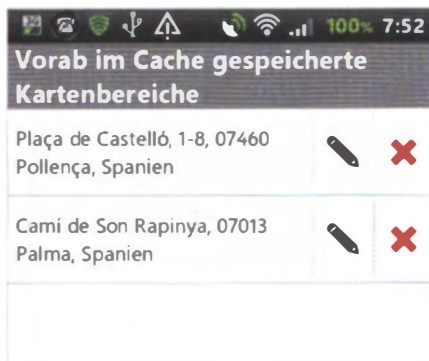 3G
100% 7:52
Vorab im Cache gespeicherte
Kartenbereiche
Plaça de Castelló, 1-8, 07460
Pollença, Spanien
Camí de Son Rapinya, 07013
Palma, Spanien